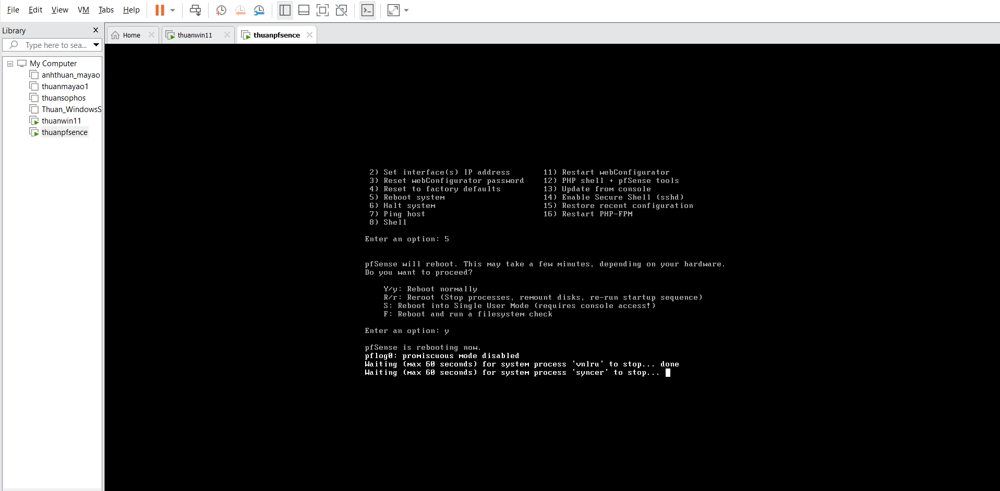 File Edit View VM Tabs Help
Library
Type here to sea...
My Computer
anhthuan_mayao
thuanmayao1
thuansophos
Thuan_WindowsS
thuanwin11
thuanpfsence
Home thuanwin11 thuanpfsence
2) Set interface(s) IP address 11) Restart webConfigurator
3) Reset webConfigurator password 12) PHP shell + pfSense tools
4) Reset to factory defaults 13) Update from console
5) Reboot system 14) Enable Secure Shell (sshd)
6) Halt system 15) Restore recent configuration
7) Ping host 16) Restart PHP-FPM
8) Shell
Enter an option: 5
pfSense will reboot. This may take a few minutes, depending on your hardware.
Do you want to proceed?
Y/y: Reboot normally
R/r: Reroot (Stop processes, remount disks, re-run startup sequence)
S: Reboot into Single User Mode (requires console access!)
F: Reboot and run a filesystem check
Enter an option: y
pfSense is rebooting now.
pflog0: promiscuous mode disabled
Waiting (max 60 seconds) for system process `vnlru' to stop... done
Waiting (max 60 seconds) for system process `syncer' to stop...